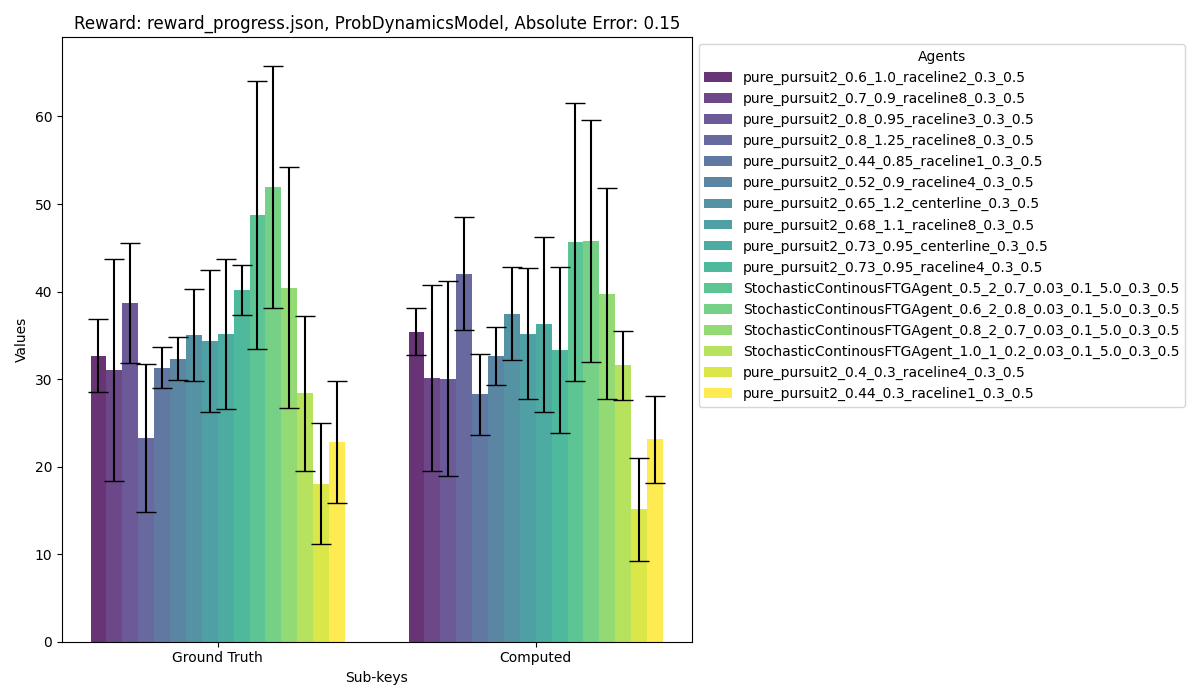 Reward: reward_progress.json, ProbDynamicsModel, Absolute Error: 0.15
Values
60
50
40
30
20
10
0
Ground Truth
Computed
Sub-keys
Agents
pure_pursuit2_0.6_1.0_raceline2_0.3_0.5
pure_pursuit2_0.7_0.9_raceline8_0.3_0.5
pure_pursuit2_0.8_0.95_raceline3_0.3_0.5
pure_pursuit2_0.8_1.25_raceline8_0.3_0.5
pure_pursuit2_0.44_0.85_raceline1_0.3_0.5
pure_pursuit2_0.52_0.9_raceline4_0.3_0.5
pure_pursuit2_0.65_1.2_centerline_0.3_0.5
pure_pursuit2_0.68_1.1_raceline8_0.3_0.5
pure_pursuit2_0.73_0.95_centerline_0.3_0.5
pure_pursuit2_0.73_0.95_raceline4_0.3_0.5
StochasticContinousFTGAgent_0.5_2_0.7_0.03_0.1_5.0_0.3_0.5
StochasticContinousFTGAgent_0.6_2_0.8_0.03_0.1_5.0_0.3_0.5
StochasticContinousFTGAgent_0.8_2_0.7_0.03_0.1_5.0_0.3_0.5
StochasticContinousFTGAgent_1.0_1_0.2_0.03_0.1_5.0_0.3_0.5
pure_pursuit2_0.4_0.3_raceline4_0.3_0.5
pure_pursuit2_0.44_0.3_raceline1_0.3_0.5